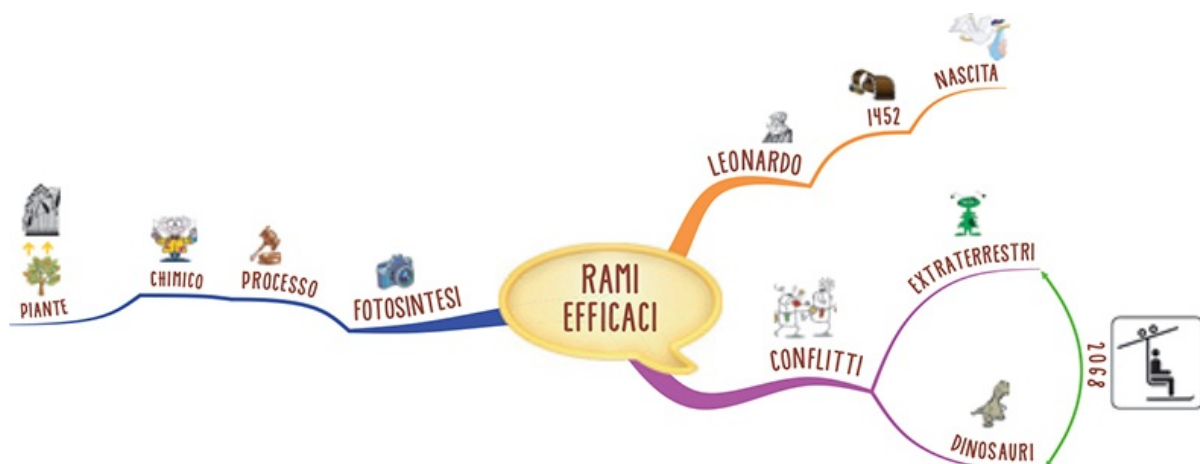 RAMI
EFFICACI
LEONARDO
1452
NASCITA
CONFLITTI
EXTRATERRESTRI
DINOSAURI
2068
FOTOSINTESI
PROCESSO
CHIMICO
PIANTE